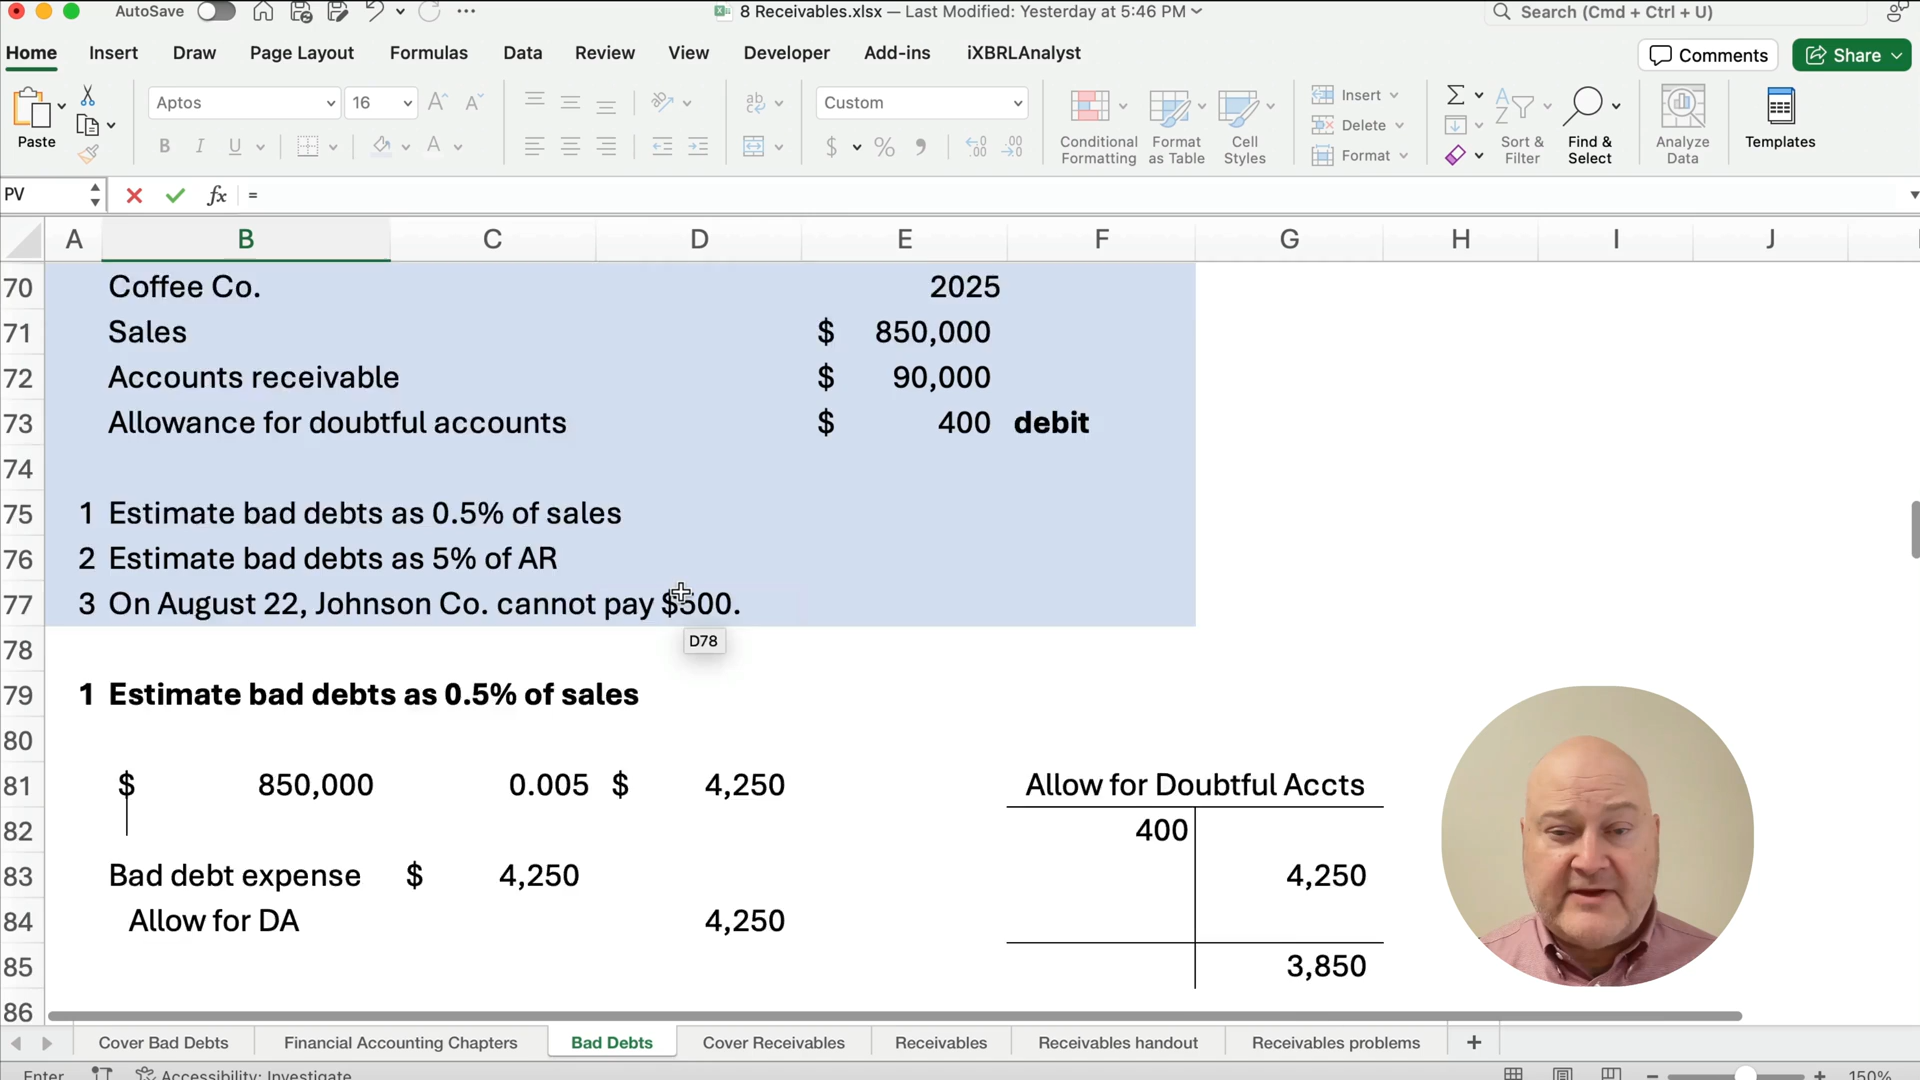 AutoSave
8 Receivables.xlsx — Last Modified: Yesterday at 5:46 PM
Search (Cmd + Ctrl + U)
Home Insert Draw Page Layout Formulas Data Review View Developer Add-ins iXBRLAnalyst
Comments Share
Paste
Aptos 16
B I U
ab
Custom
$ %
Conditional Formatting
Format as Table
Cell Styles
Insert
Delete
Format
Sort & Filter
Find & Select
Analyze Data
Templates
PV fx =
A B C D E F G H I J
70 Coffee Co. 2025
71 Sales $ 850,000
72 Accounts receivable $ 90,000
73 Allowance for doubtful accounts $ 400 debit
74
75 1 Estimate bad debts as 0.5% of sales
76 2 Estimate bad debts as 5% of AR
77 3 On August 22, Johnson Co. cannot pay $500.
D78
78
79 1 Estimate bad debts as 0.5% of sales
80
81 $ 850,000 0.005 $ 4,250 Allow for Doubtful Accts
82 400
83 Bad debt expense $ 4,250 4,250
84 Allow for DA 4,250
85 3,850
86
Cover Bad Debts Financial Accounting Chapters Bad Debts Cover Receivables Receivables Receivables handout Receivables problems +
Enter Accessibility: Investigate 150%